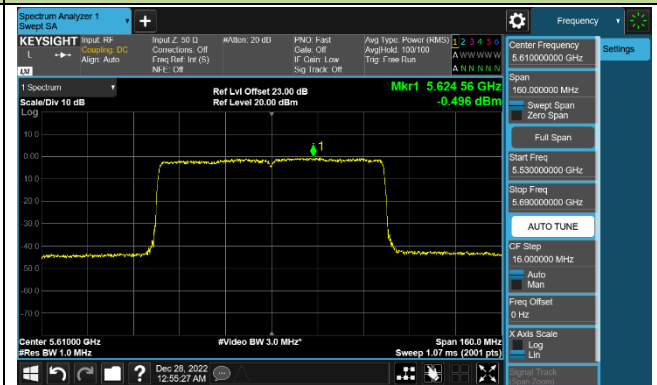 Spectrum Analyzer 1
Swept SA
Frequency
KEYSIGHT
L
LXI
Input: RF
Coupling: DC
Align: Auto
Input Z: 50 Ω
Corrections: Off
Freq Ref: Int (S)
NFE: Off
#Atten: 20 dB
PNO: Fast
Gate: Off
IF Gain: Low
Sig Track: Off
Avg Type: Power (RMS)
Avg|Hold: 100/100
Trig: Free Run
1 2 3 4 5 6
A W W W W W
A N N N N N
1 Spectrum
Scale/Div 10 dB
Log
Ref Lvl Offset 23.00 dB
Ref Level 20.00 dBm
Mkr1 5.624 56 GHz
-0.496 dBm
10.0
0.00
-10.0
-20.0
-30.0
-40.0
-50.0
-60.0
-70.0
1
Center 5.61000 GHz
#Res BW 1.0 MHz
#Video BW 3.0 MHz*
Span 160.0 MHz
Sweep 1.07 ms (2001 pts)
Center Frequency
5.610000000 GHz
Settings
Span
160.000000 MHz
Swept Span
Zero Span
Full Span
Start Freq
5.530000000 GHz
Stop Freq
5.690000000 GHz
AUTO TUNE
CF Step
16.000000 MHz
Auto
Man
Freq Offset
0 Hz
X Axis Scale
Log
Lin
Signal Track
(Span Zoom)
?
Dec 28, 2022
12:55:27 AM